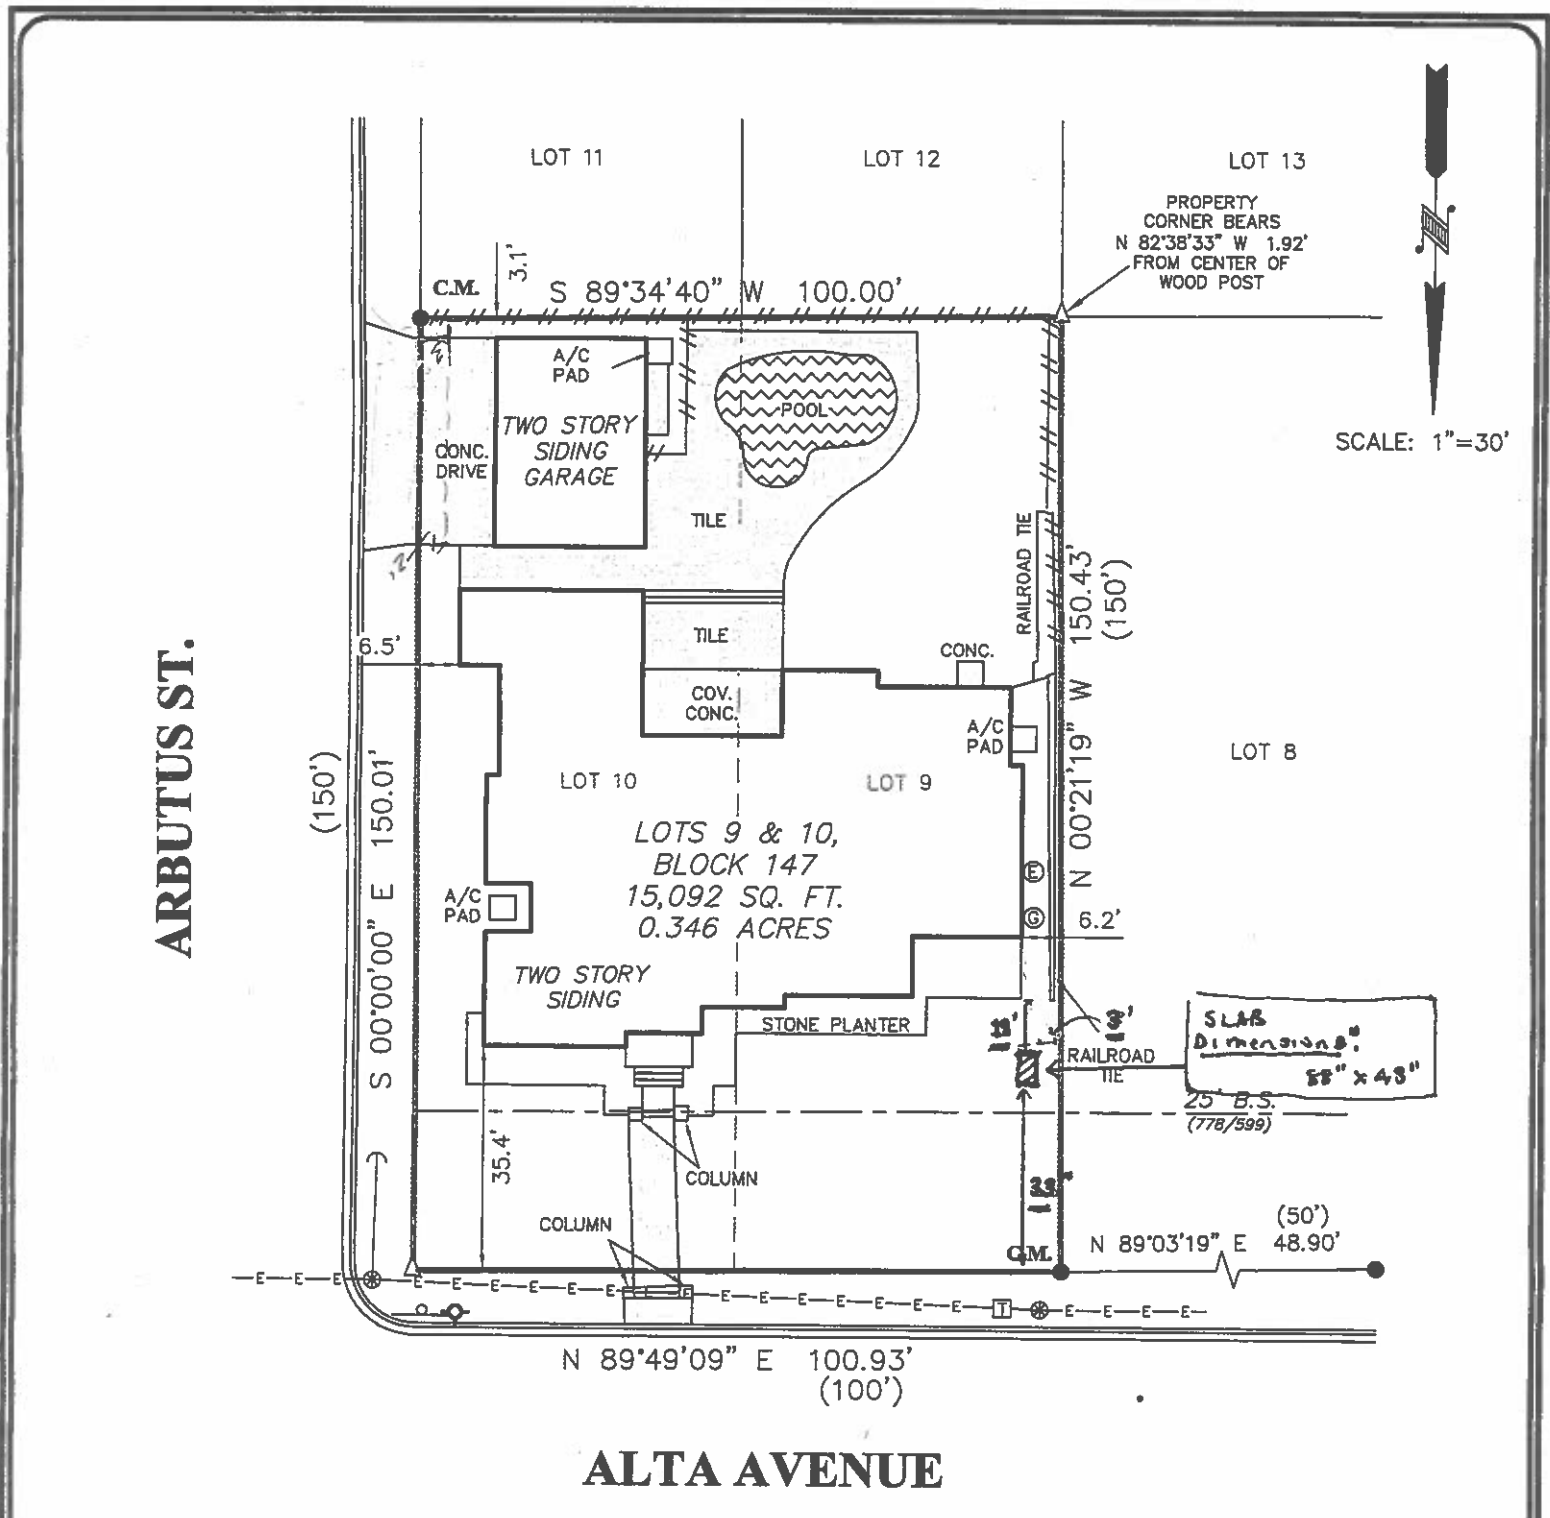 LOT 11
LOT 12
LOT 13
PROPERTY
CORNER BEARS
N 82°38'33" W 1.92'
FROM CENTER OF
WOOD POST
3.1'
C.M.
S 89°34'40" W 100.00'
SCALE: 1"=30'
A/C
PAD
POOL
TWO STORY
SIDING
GARAGE
CONC.
DRIVE
TILE
RAILROAD TIE
N 00°21'19" W 150.43'
(150')
6.5'
TILE
CONC.
COV.
CONC.
A/C
PAD
ARBUTUS ST.
(150')
S 00°00'00" E 150.01'
LOT 10
LOT 9
LOT 8
LOTS 9 & 10,
BLOCK 147
15,092 SQ. FT.
0.346 ACRES
A/C
PAD
E
G
6.2'
TWO STORY
SIDING
STONE PLANTER
SLAB
Dimensions:
RAILROAD
TIE
25' B.S.
(778/599)
35.4'
COLUMN
COLUMN
C.M.
N 89°03'19" E 48.90'
(50')
E E E E E E E E E E E E T E E E E
N 89°49'09" E 100.93'
(100')
ALTA AVENUE